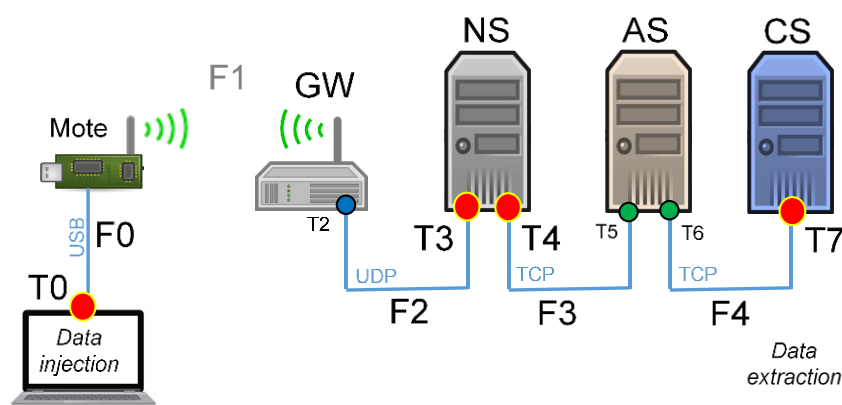 NS
AS
CS
F1
GW
Mote
T2
T3
T4
T5
T6
T7
USB
F0
UDP
TCP
TCP
T0
F2
F3
F4
Data
injection
Data
extraction